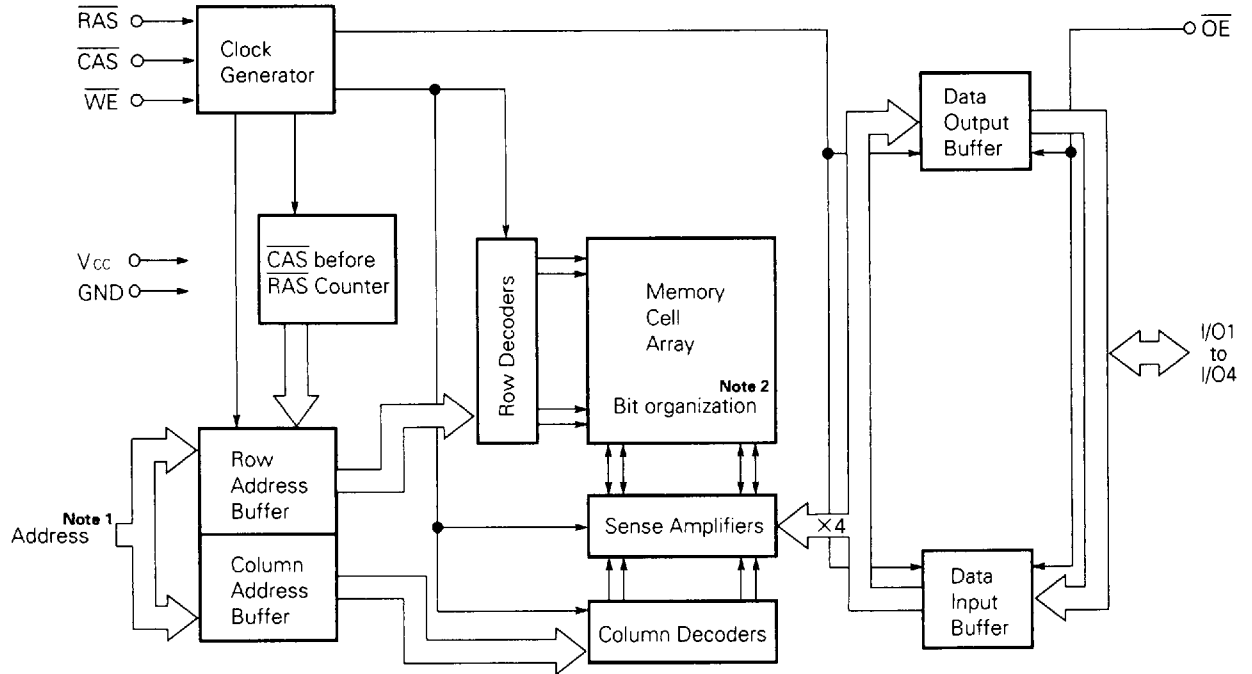 RAS
CAS
WE
Clock
Generator
OE
Data
Output
Buffer
Vcc
GND
CAS before
RAS Counter
Row Decoders
Memory
Cell
Array
Note 2
Bit organization
I/O1
to
I/O4
Address Note 1
Row
Address
Buffer
Column
Address
Buffer
Sense Amplifiers
×4
Column Decoders
Data
Input
Buffer